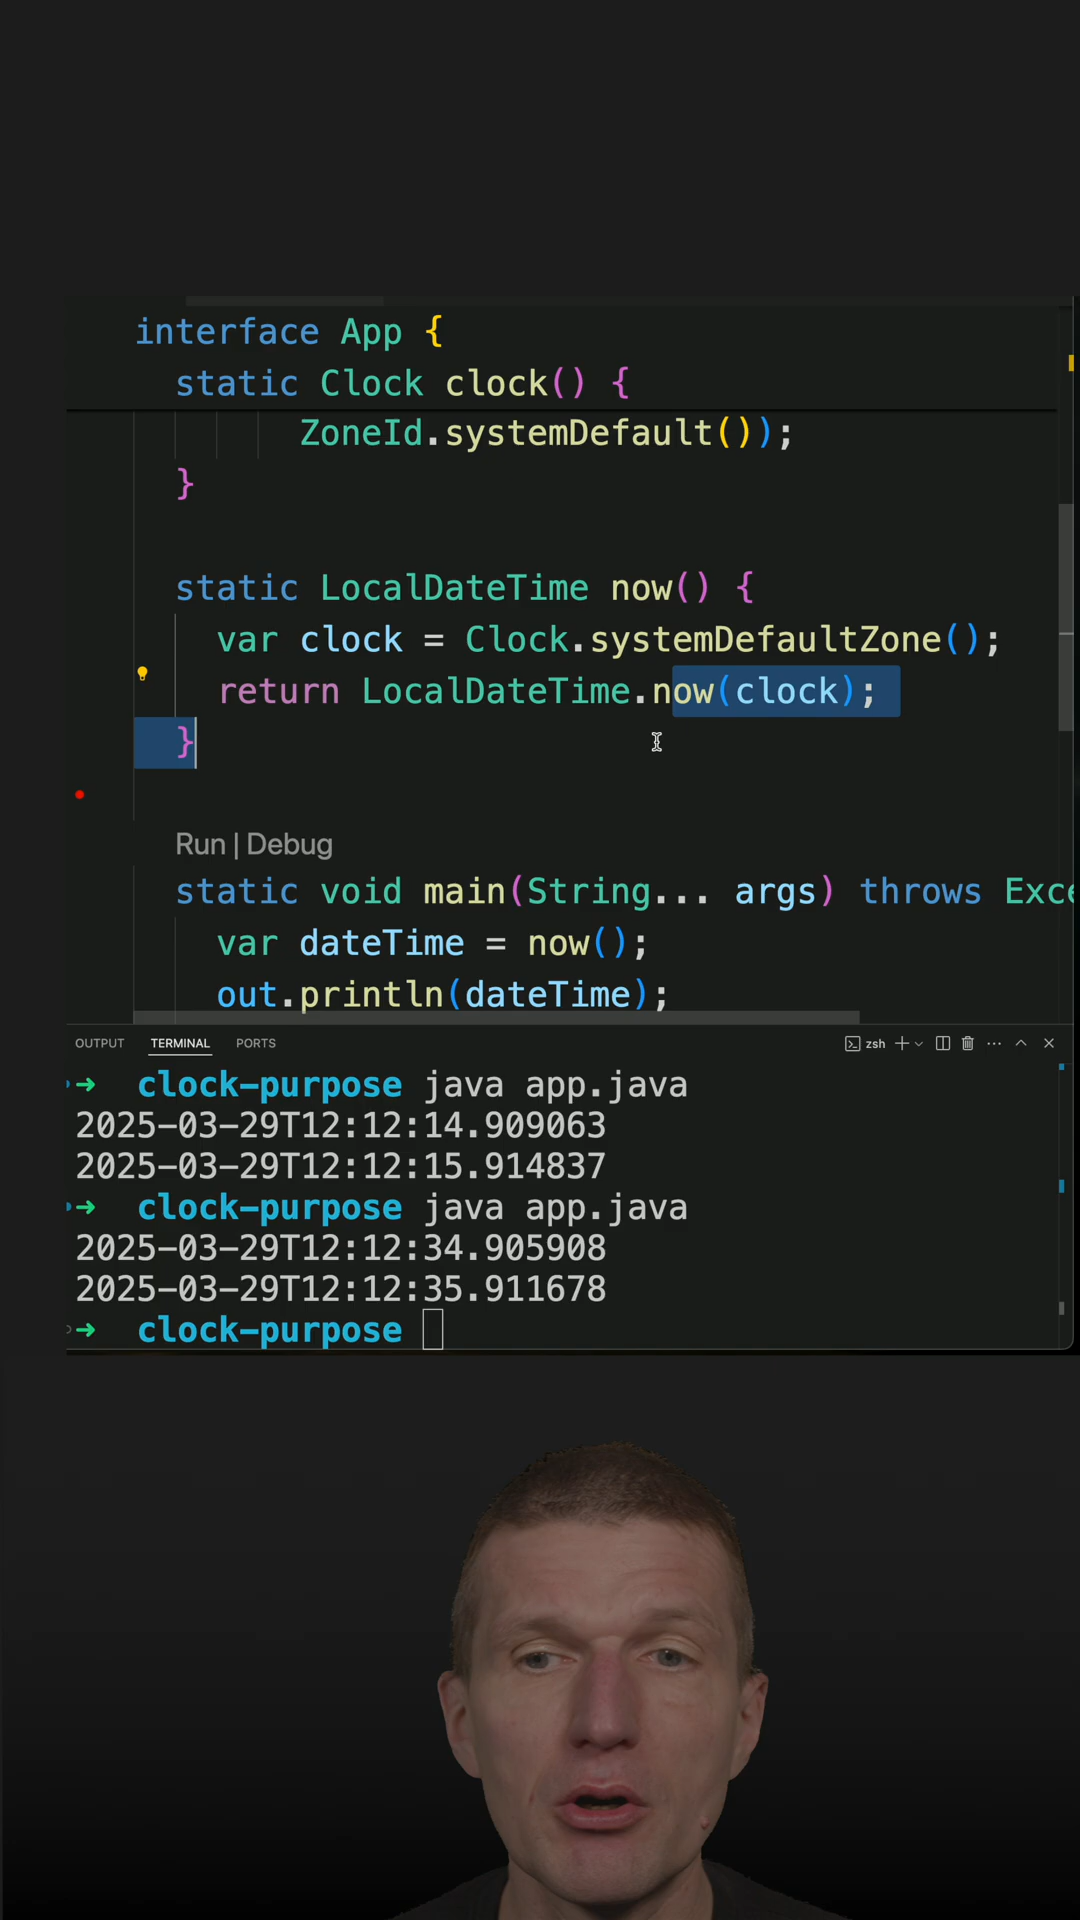 interface App {
static Clock clock() {
ZoneId.systemDefault());
}
static LocalDateTime now() {
var clock = Clock.systemDefaultZone();
return LocalDateTime.now(clock);
}
Run | Debug
static void main(String... args) throws Exce
var dateTime = now();
out.println(dateTime);
OUTPUT TERMINAL PORTS zsh
➜ clock-purpose java app.java
2025-03-29T12:12:14.909063
2025-03-29T12:12:15.914837
➜ clock-purpose java app.java
2025-03-29T12:12:34.905908
2025-03-29T12:12:35.911678
➜ clock-purpose